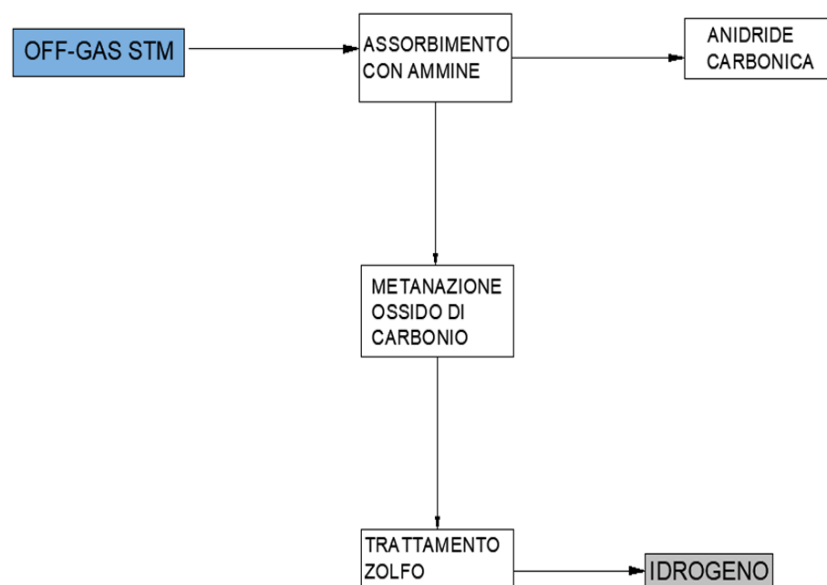 OFF-GAS STM
ASSORBIMENTO
CON AMMINE
ANIDRIDE
CARBONICA
METANAZIONE
OSSIDO DI
CARBONIO
TRATTAMENTO
ZOLFO
IDROGENO